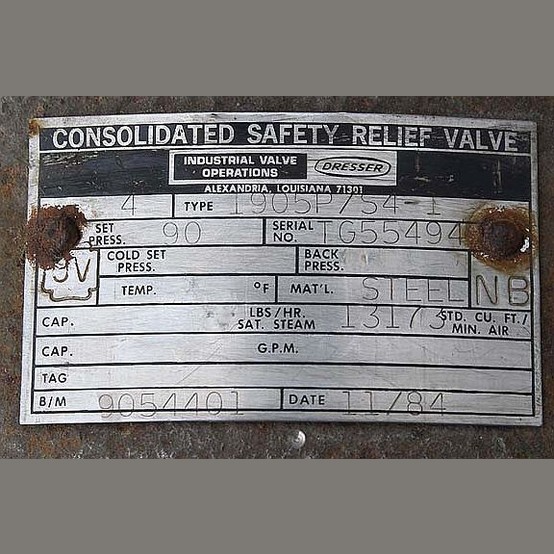 CONSOLIDATED SAFETY RELIEF VALVE
INDUSTRIAL VALVE OPERATIONS DRESSER
ALEXANDRIA, LOUISIANA 71301
4 TYPE 1905P/S4-1
SET PRESS. 90 SERIAL NO. TG55494
COLD SET PRESS. BACK PRESS.
TEMP. °F MAT'L. STEEL NB
CAP. LBS/HR. SAT. STEAM 13173 STD. CU. FT./ MIN. AIR
CAP. G.P.M.
TAG
B/M 9054401 DATE 11/84